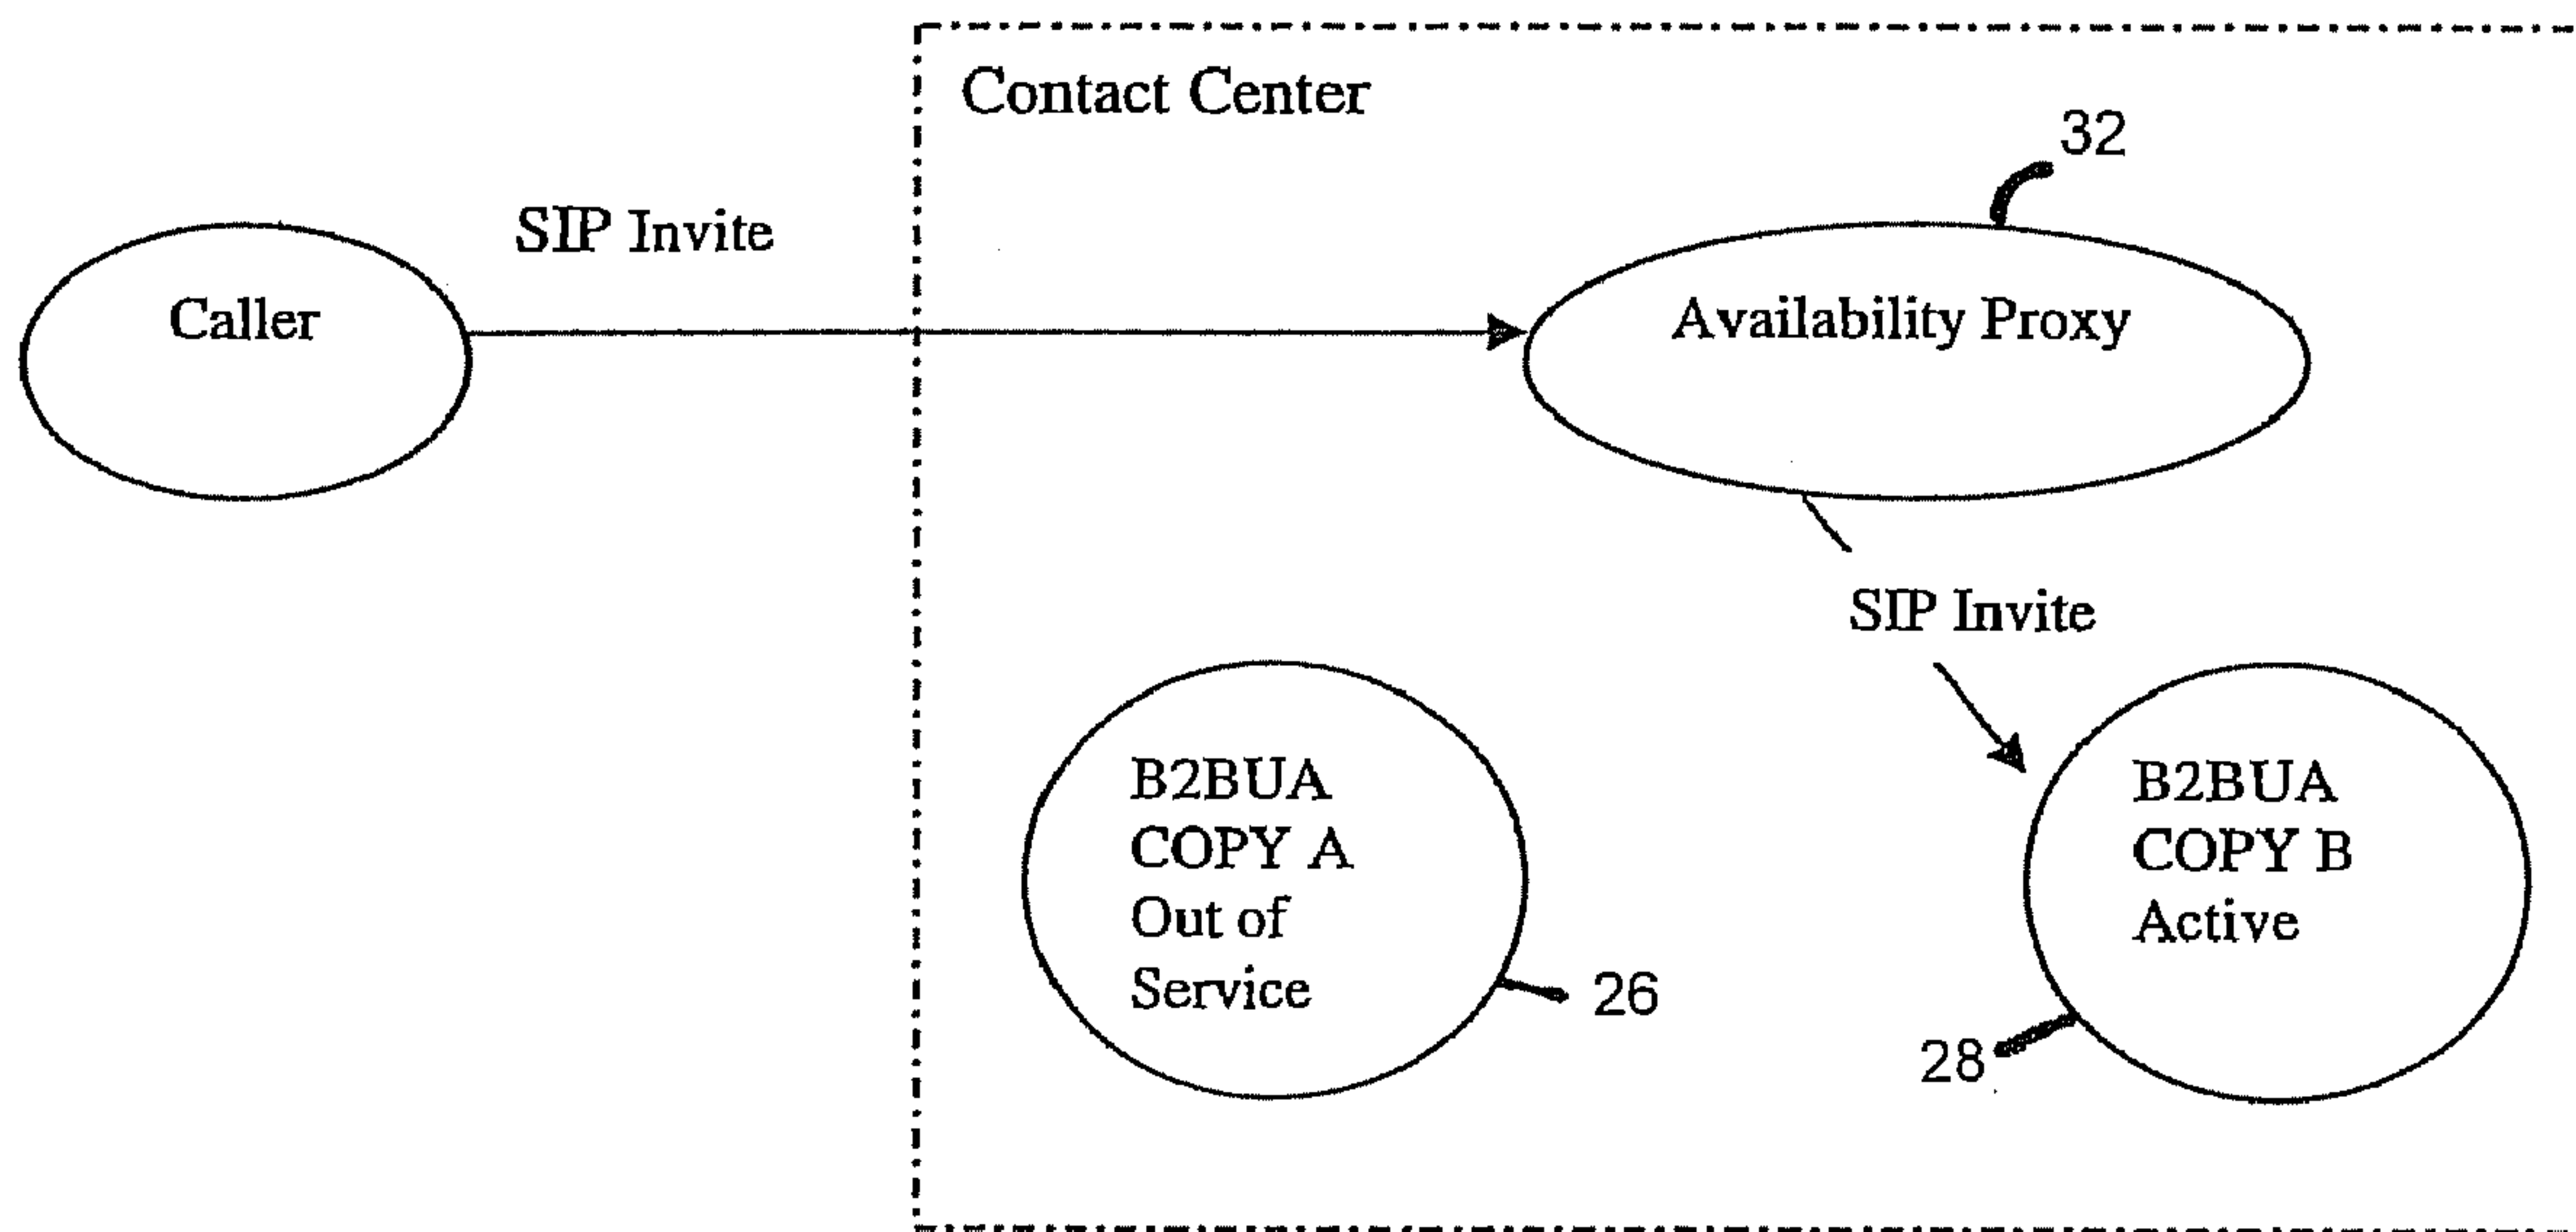 Contact Center
32
SIP Invite
Caller
Availability Proxy
SIP Invite
B2BUA
COPY A
Out of
Service
26
B2BUA
COPY B
Active
28